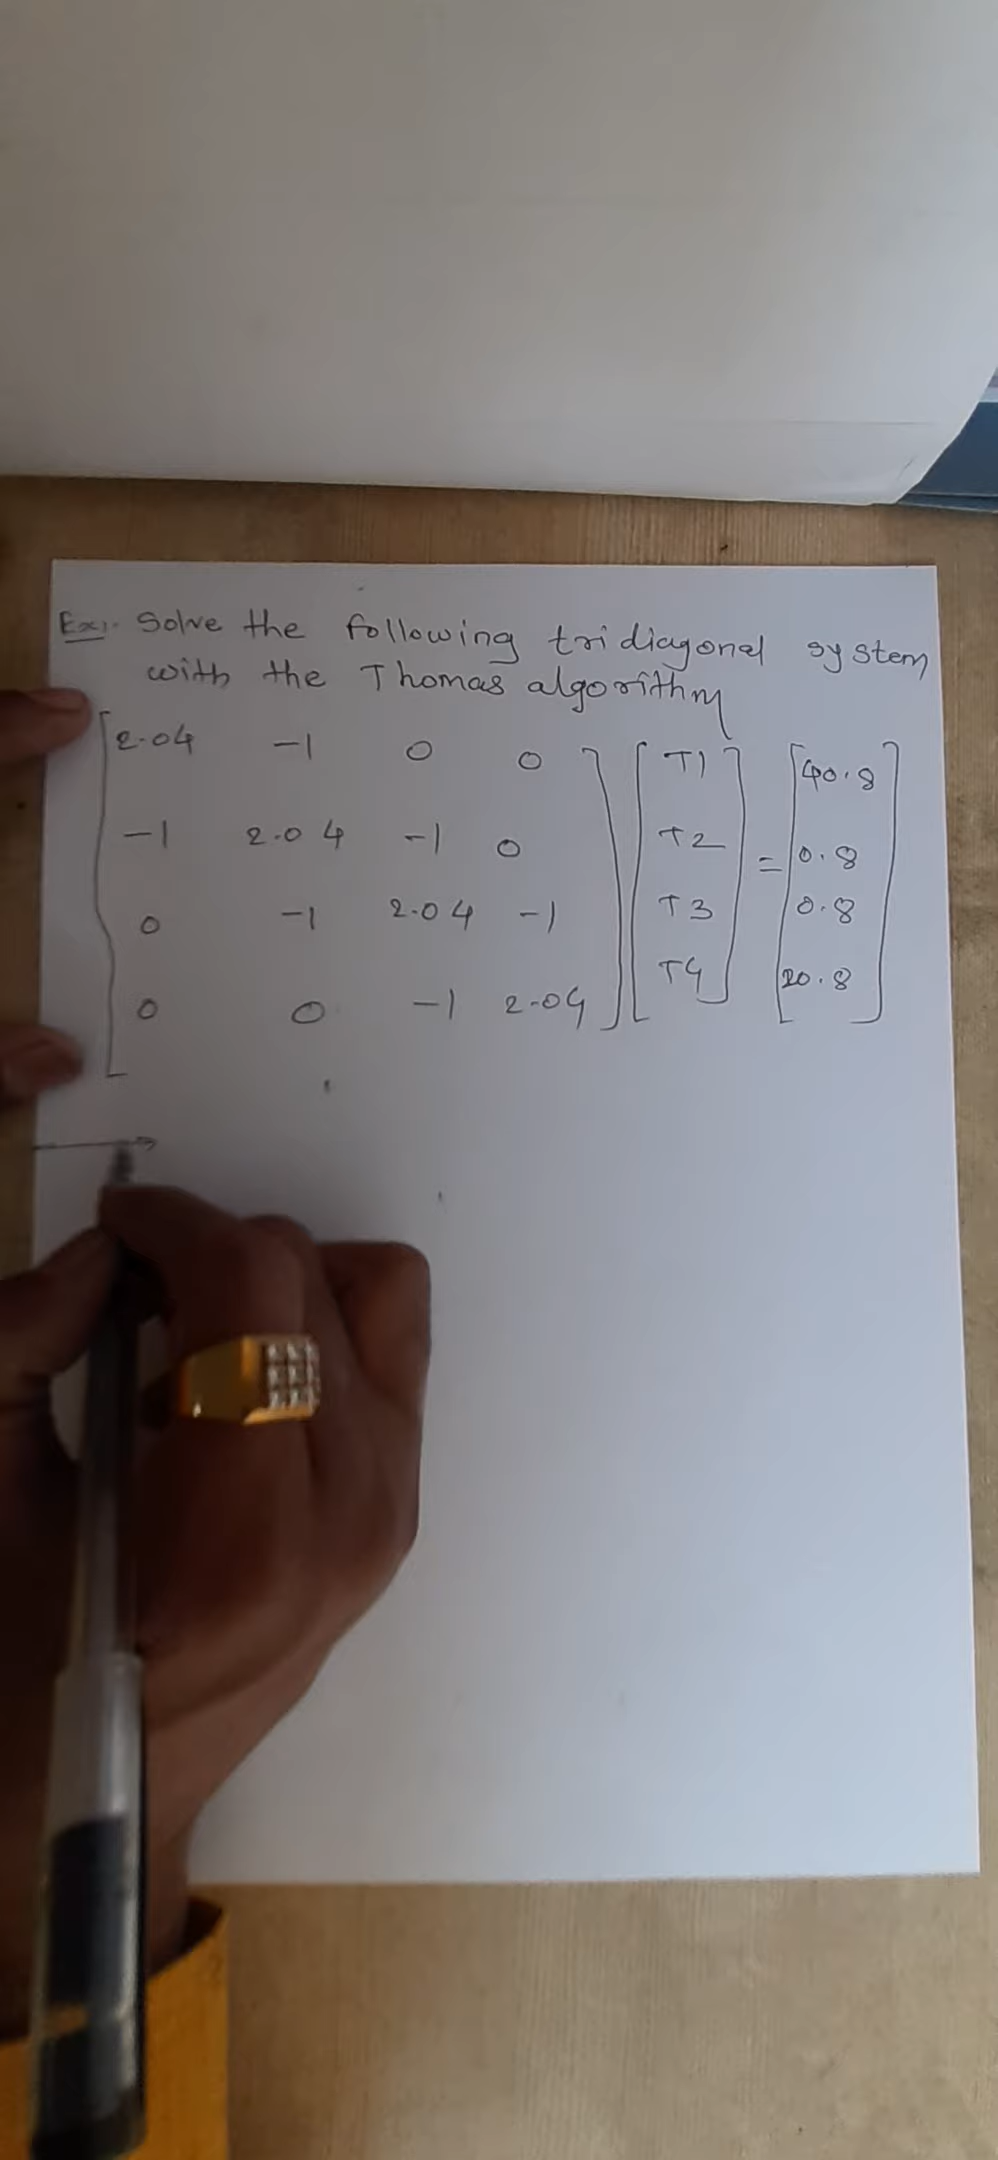 Ex:- Solve the following tridiagonal system
with the Thomas algorithm
2.04 -1 0 0 T1 40.8
-1 2.04 -1 0 T2 = 0.8
0 -1 2.04 -1 T3 0.8
0 0 -1 2.04 T4 20.8